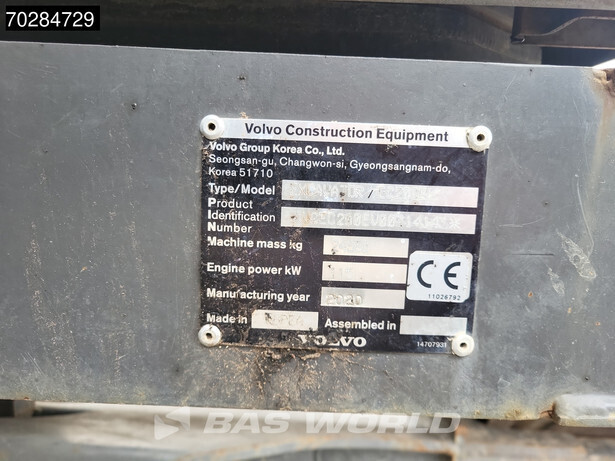 70284729
Volvo Construction Equipment
Volvo Group Korea Co., Ltd.
Seongsan-gu, Changwon-si, Gyeongsangnam-do,
Korea 51710
Type/Model
Product
Identification
Number
Machine mass kg
Engine power kW
Manufacturing year 2020
Made in Assembled in
CE
11026792
VOLVO
14707931
BAS WORLD